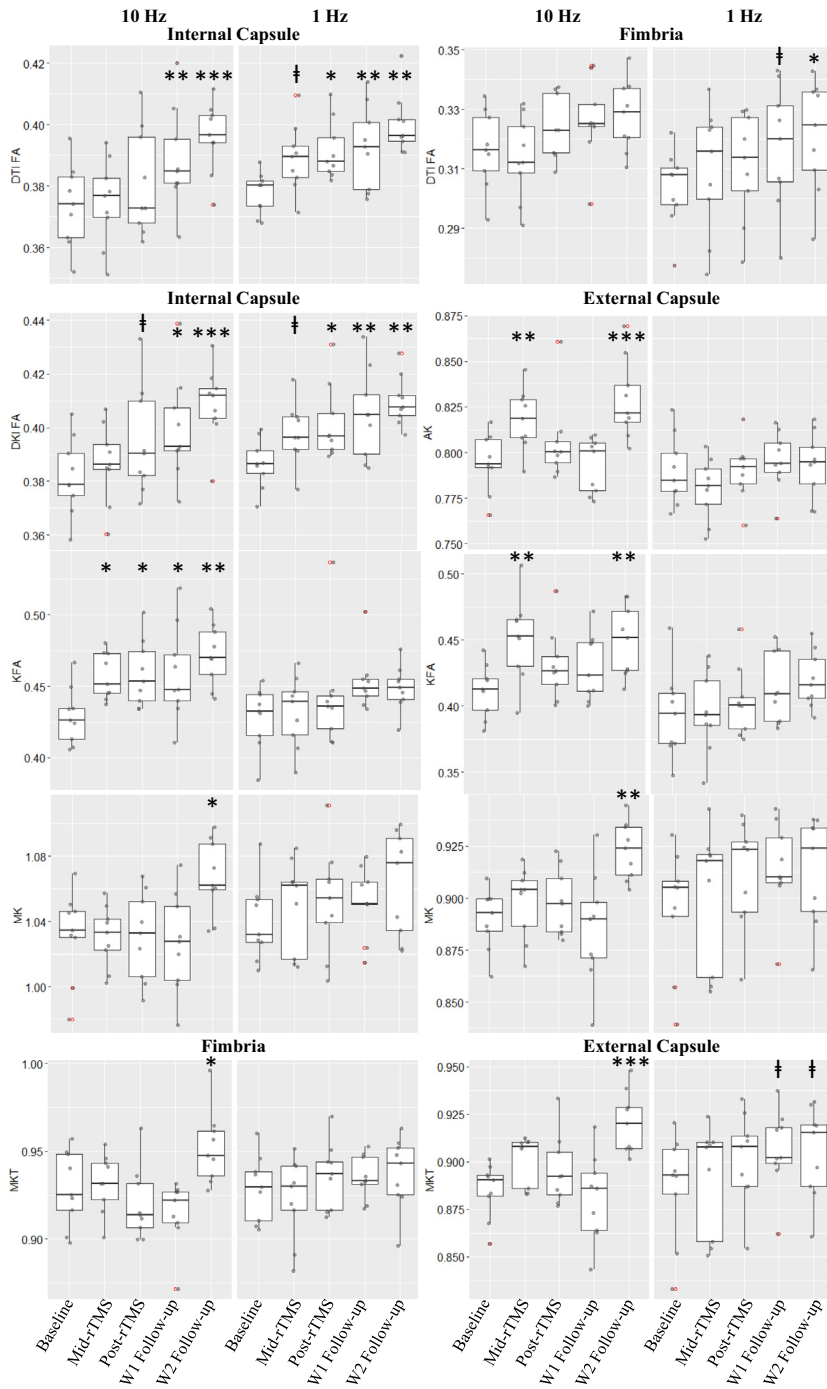 10 Hz 1 Hz 10 Hz 1 Hz
Internal Capsule Fimbria
DTI FA
0.42
0.40
0.38
0.36
** *** ǂ * ** **
DTI FA
0.35
0.33
0.31
0.29
ǂ *
Internal Capsule External Capsule
DKI FA
0.44
0.42
0.40
0.38
0.36
ǂ * *** ǂ * ** **
AK
0.875
0.850
0.825
0.800
0.775
0.750
** ***
KFA
0.50
0.45
0.40
* * * **
KFA
0.50
0.45
0.40
0.35
** **
MK
1.08
1.04
1.00
*
MK
0.925
0.900
0.875
0.850
**
Fimbria External Capsule
MKT
1.00
0.95
0.90
*
MKT
0.950
0.925
0.900
0.875
0.850
*** ǂ ǂ
Baseline Mid-rTMS Post-rTMS W1 Follow-up W2 Follow-up Baseline Mid-rTMS Post-rTMS W1 Follow-up W2 Follow-up Baseline Mid-rTMS Post-rTMS W1 Follow-up W2 Follow-up Baseline Mid-rTMS Post-rTMS W1 Follow-up W2 Follow-up